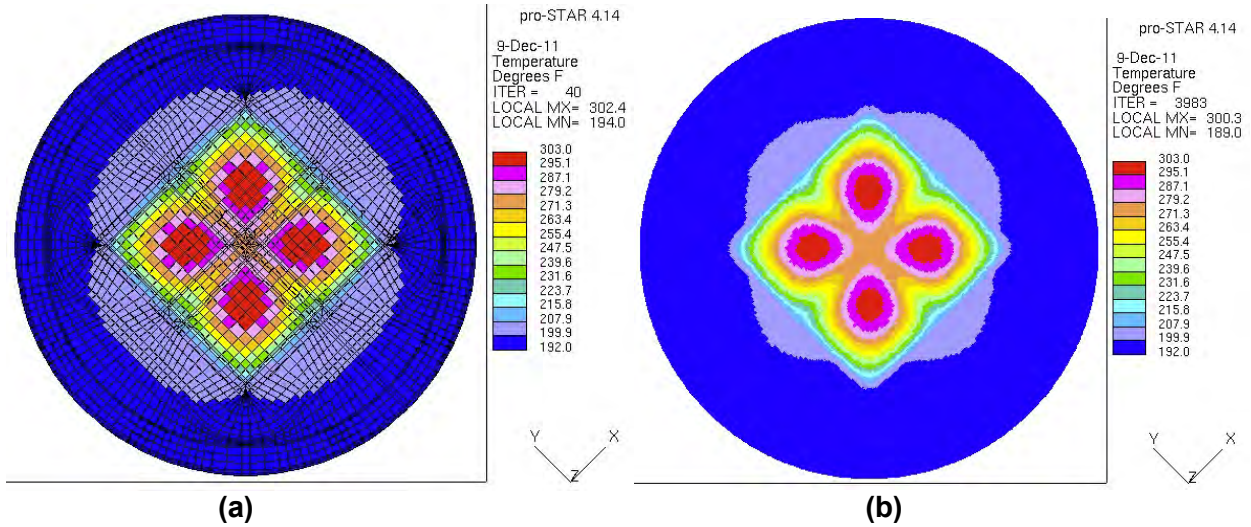 pro-STAR 4.14
9-Dec-11
Temperature
Degrees F
ITER = 40
LOCAL MX= 302.4
LOCAL MN= 194.0
303.0
295.1
287.1
279.2
271.3
263.4
255.4
247.5
239.6
231.6
223.7
215.8
207.9
199.9
192.0
Y X
Z
(a)
pro-STAR 4.14
9-Dec-11
Temperature
Degrees F
ITER = 3983
LOCAL MX= 300.3
LOCAL MN= 189.0
303.0
295.1
287.1
279.2
271.3
263.4
255.4
247.5
239.6
231.6
223.7
215.8
207.9
199.9
192.0
Y X
Z
(b)